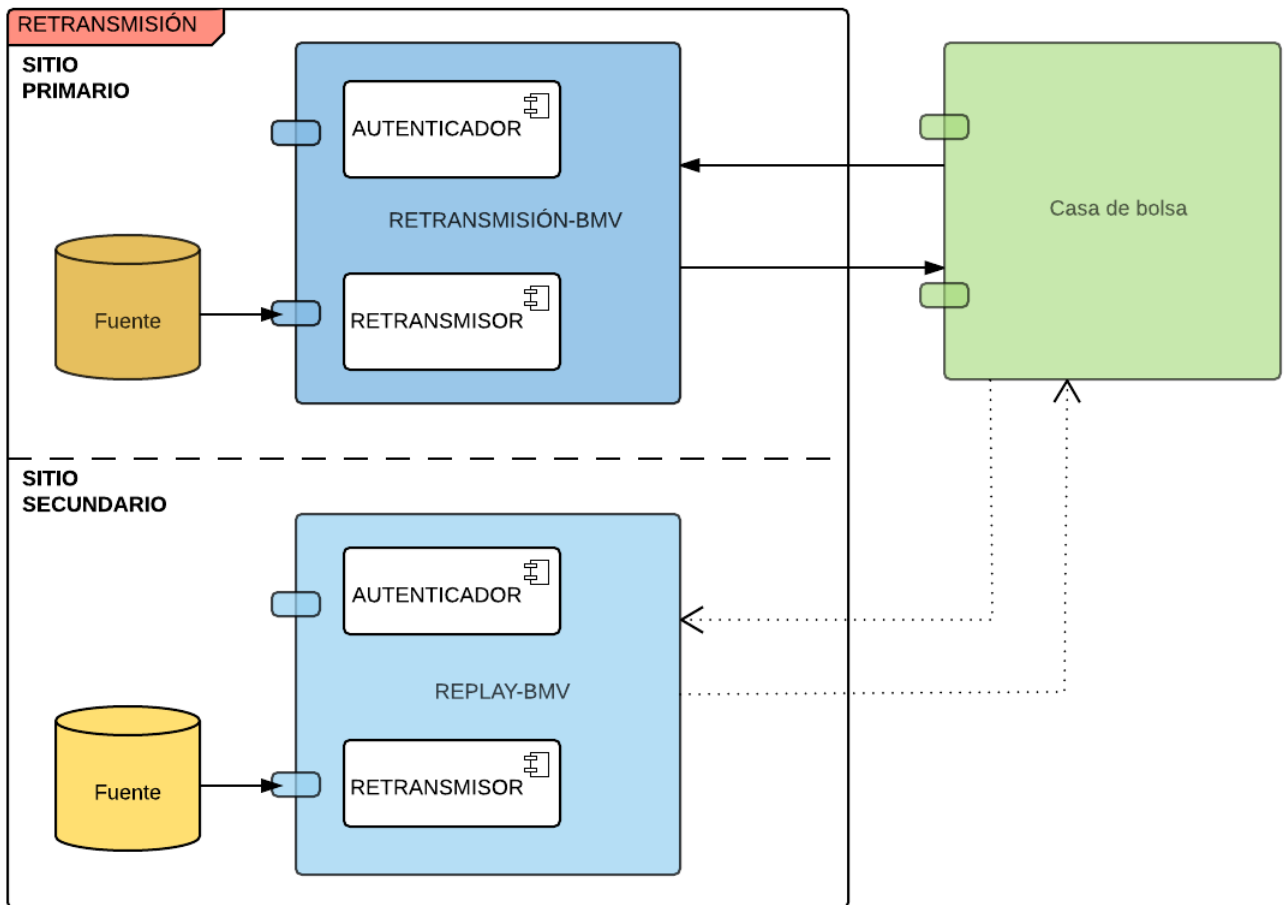 RETRANSMISIÓN
SITIO
PRIMARIO
AUTENTICADOR
RETRANSMISIÓN-BMV
Casa de bolsa
Fuente
RETRANSMISOR
SITIO
SECUNDARIO
AUTENTICADOR
REPLAY-BMV
Fuente
RETRANSMISOR